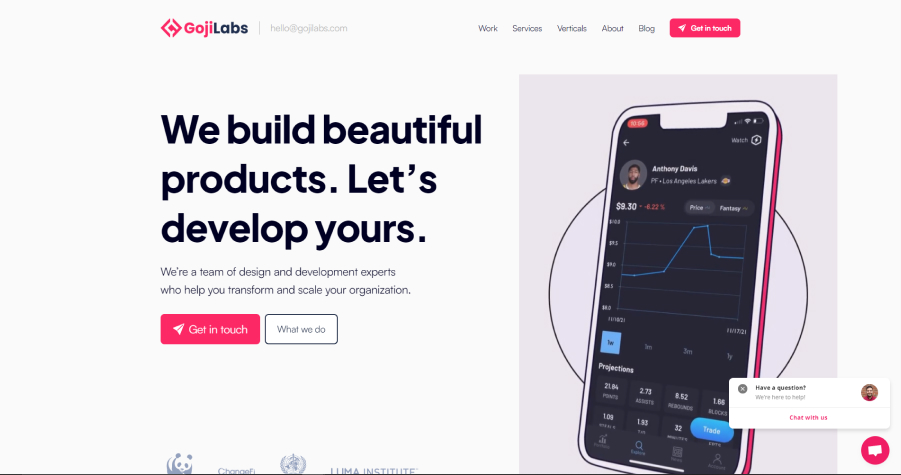 GojiLabs
hello@gojilabs.com
Work
Services
Verticals
About
Blog
Get in touch
We build beautiful
products. Let's
develop yours.
We're a team of design and development experts
who help you transform and scale your organization.
Get in touch
What we do
ChangeFi
LUMA INSTITUTE
10:56
Watch
Anthony Davis
PF • Los Angeles Lakers
$9.30 - 6.22 %
Price
Fantasy
$10.0
$9.5
$9.0
$8.5
$8.0
11/10/21
11/17/21
1w
1m
3m
1y
Projections
21.84
POINTS
2.73
ASSISTS
8.52
REBOUNDS
1.66
BLOCKS
1.09
1.93
32
Trade
Explore
Have a question?
We're here to help!
Chat with us